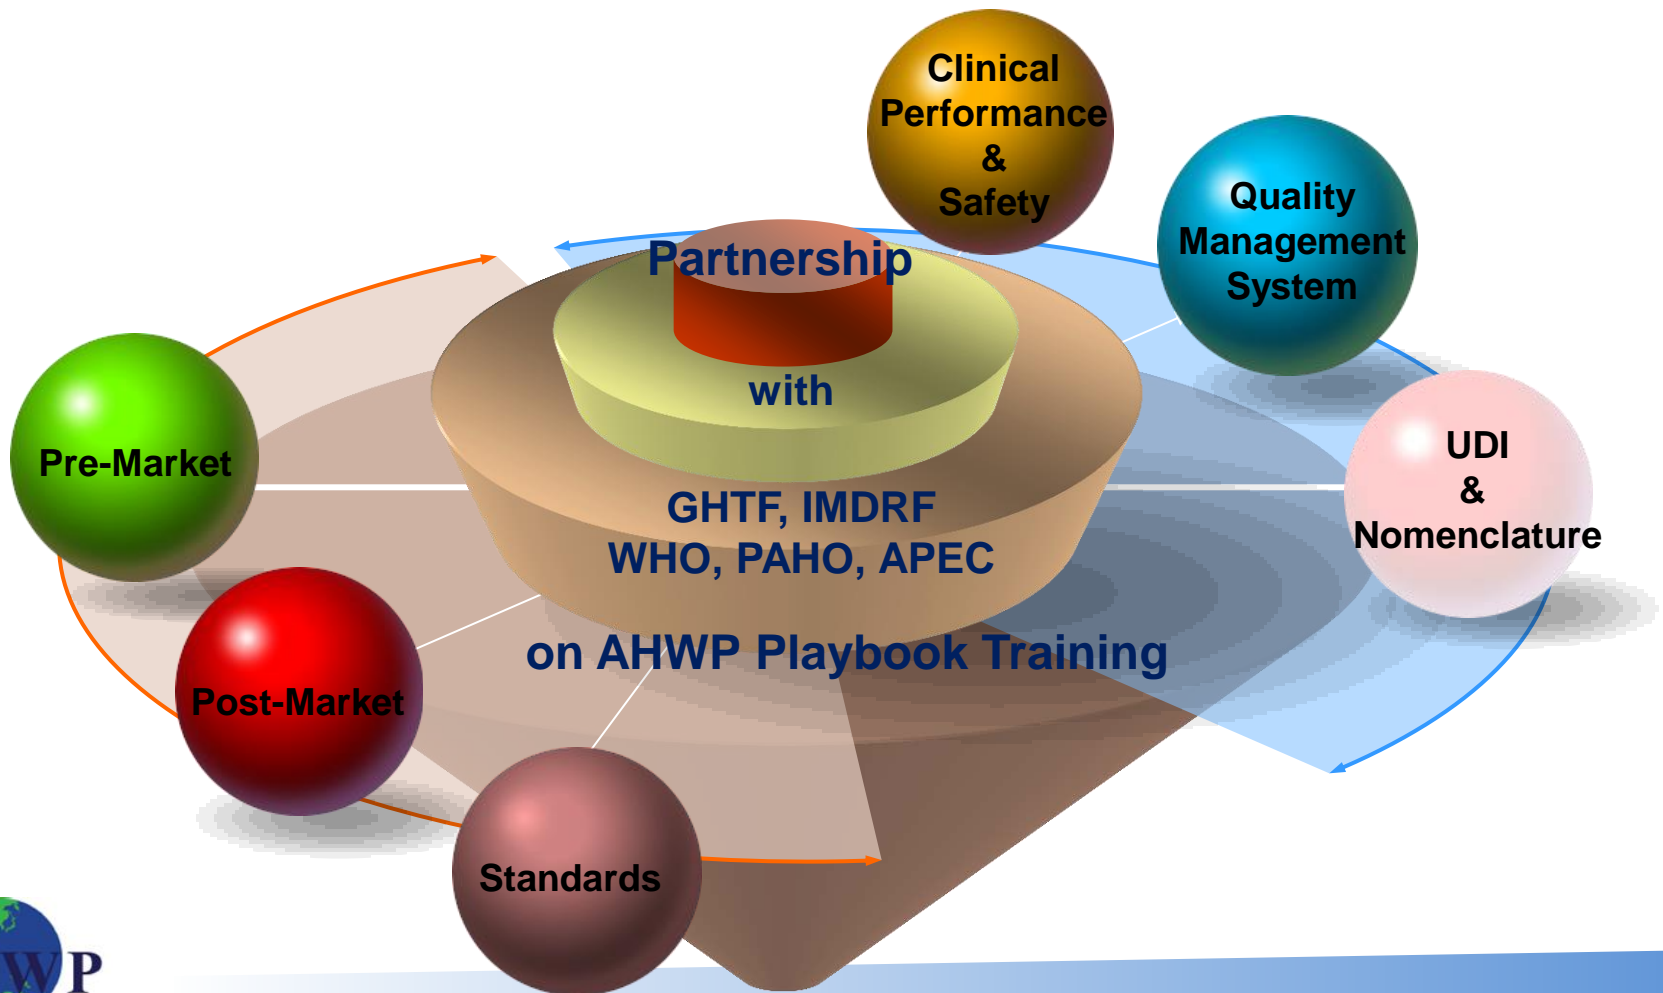 Clinical
Performance
&
Safety
Quality
Management
System
Partnership
with
Pre-Market
UDI
&
Nomenclature
GHTF, IMDRF
WHO, PAHO, APEC
on AHWP Playbook Training
Post-Market
Standards
WP